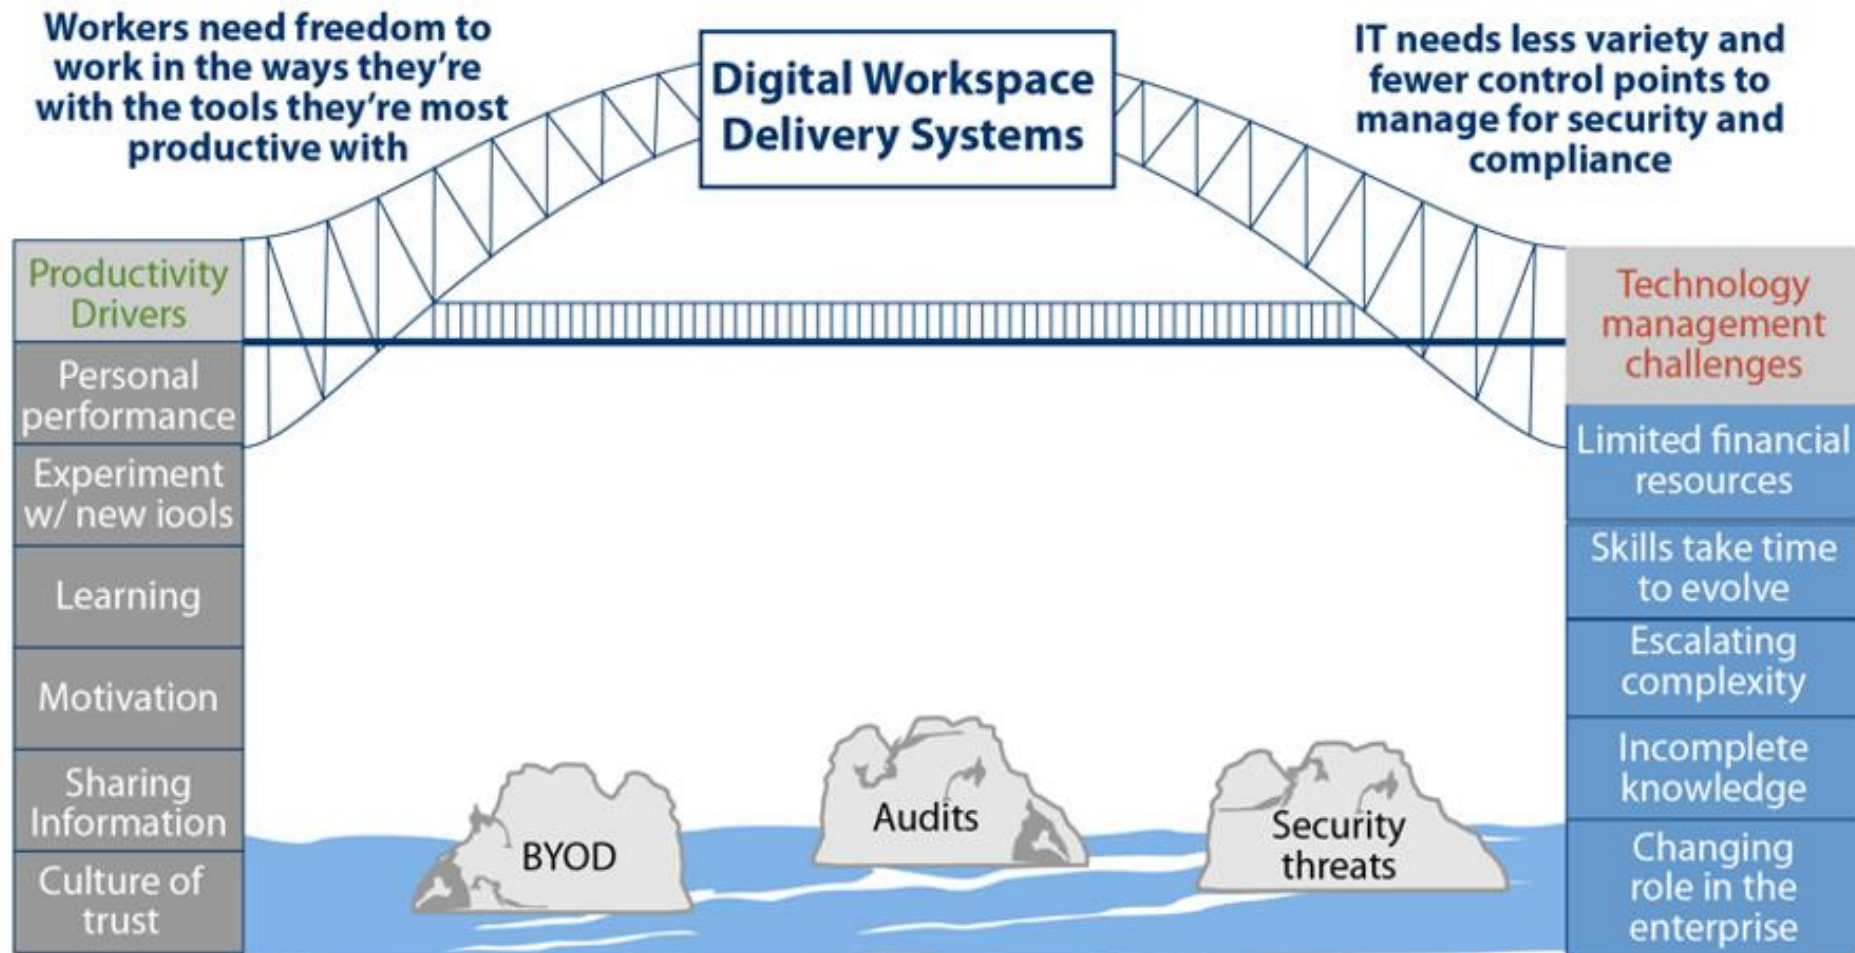 Workers need freedom to
work in the ways they’re
with the tools they’re most
productive with
Digital Workspace
Delivery Systems
IT needs less variety and
fewer control points to
manage for security and
compliance
Productivity
Drivers
Personal
performance
Experiment
w/ new iools
Learning
Motivation
Sharing
Information
Culture of
trust
BYOD
Audits
Security
threats
Technology
management
challenges
Limited financial
resources
Skills take time
to evolve
Escalating
complexity
Incomplete
knowledge
Changing
role in the
enterprise